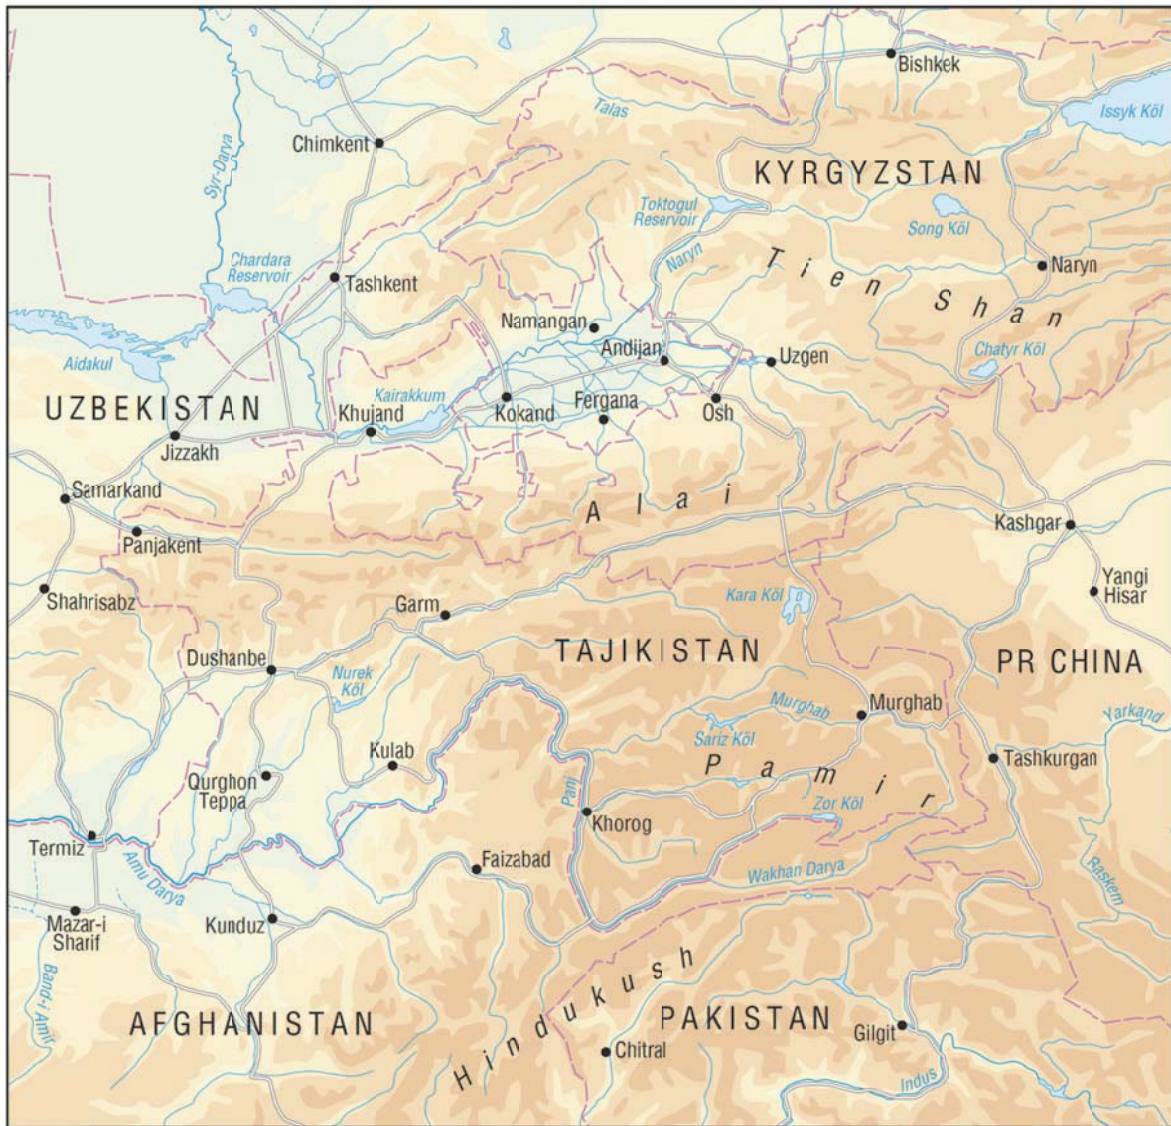 Bishkek
Issyk Köl
Talas
Chimkent
Syr-Darya
KYRGYZSTAN
Toktogul
Reservoir
Song Köl
Naryn
Chardara
Reservoir
Tashkent
Naryn
Tien Shan
Namangan
Andijan
Uzgen
Chatyr Köl
Aidakul
UZBEKISTAN
Kairakkum
Khujand
Kokand
Fergana
Osh
Jizzakh
Samarkand
Alai
Kashgar
Panjakent
Shahrisabz
Garm
Kara Köl
Yangi
Hisar
Dushanbe
TAJIKISTAN
PR CHINA
Nurek
Köl
Murghab
Murghab
Sariz Köl
Yarkand
Kulab
Pamir
Tashkurgan
Qurghon
Teppa
Panj
Khorog
Zor Köl
Termiz
Amu Darya
Faizabad
Wakhan Darya
Raskem
Mazar-i
Sharif
Kunduz
Band-i Amir
AFGHANISTAN
Hindukush
PAKISTAN
Gilgit
Chitral
Indus